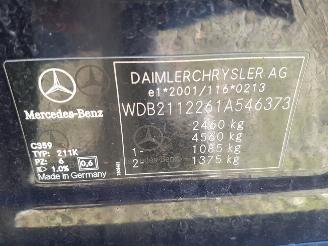 DAIMLERCHRYSLER AG
e1*2001/116*0213
WDB2112261A546373
2460 kg
4560 kg
1- 1085 kg
2- 1375 kg
Mercedes-Benz
C359
TYP: 211K
PZ: 6
K 1.0% 0,6
Made in Germany